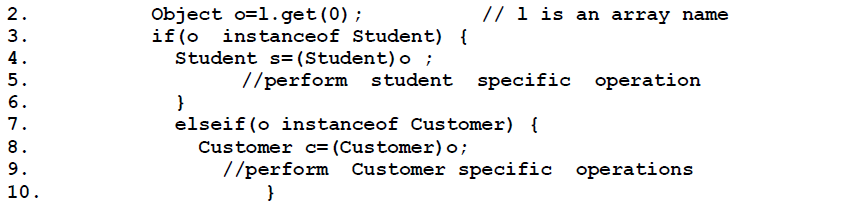 2. Object o=l.get(0); // l is an array name
3. if(o instanceof Student) {
4. Student s=(Student)o ;
5. //perform student specific operation
6. }
7. elseif(o instanceof Customer) {
8. Customer c=(Customer)o;
9. //perform Customer specific operations
10. }